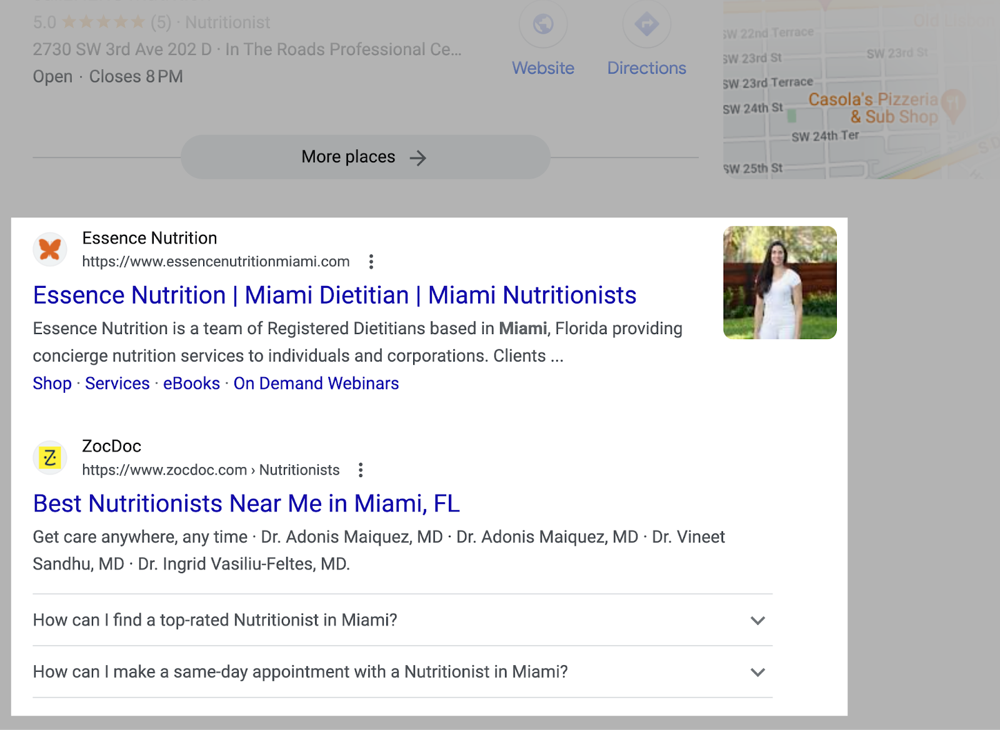 5.0 ★★★★★ (5) · Nutritionist
2730 SW 3rd Ave 202 D · In The Roads Professional Ce...
Open · Closes 8 PM
Website
Directions
Old Lisbon
SW 22nd Terrace
SW 23rd St
SW 23rd St
SW 23rd Terrace
Casola's Pizzeria
& Sub Shop
SW 24th St
SW 24th Ter
SW 25th St
More places →
Essence Nutrition
https://www.essencenutritionmiami.com
Essence Nutrition | Miami Dietitian | Miami Nutritionists
Essence Nutrition is a team of Registered Dietitians based in Miami, Florida providing
concierge nutrition services to individuals and corporations. Clients ...
Shop · Services · eBooks · On Demand Webinars
ZocDoc
https://www.zocdoc.com › Nutritionists
Best Nutritionists Near Me in Miami, FL
Get care anywhere, any time · Dr. Adonis Maiquez, MD · Dr. Adonis Maiquez, MD · Dr. Vineet
Sandhu, MD · Dr. Ingrid Vasiliu-Feltes, MD.
How can I find a top-rated Nutritionist in Miami?
How can I make a same-day appointment with a Nutritionist in Miami?